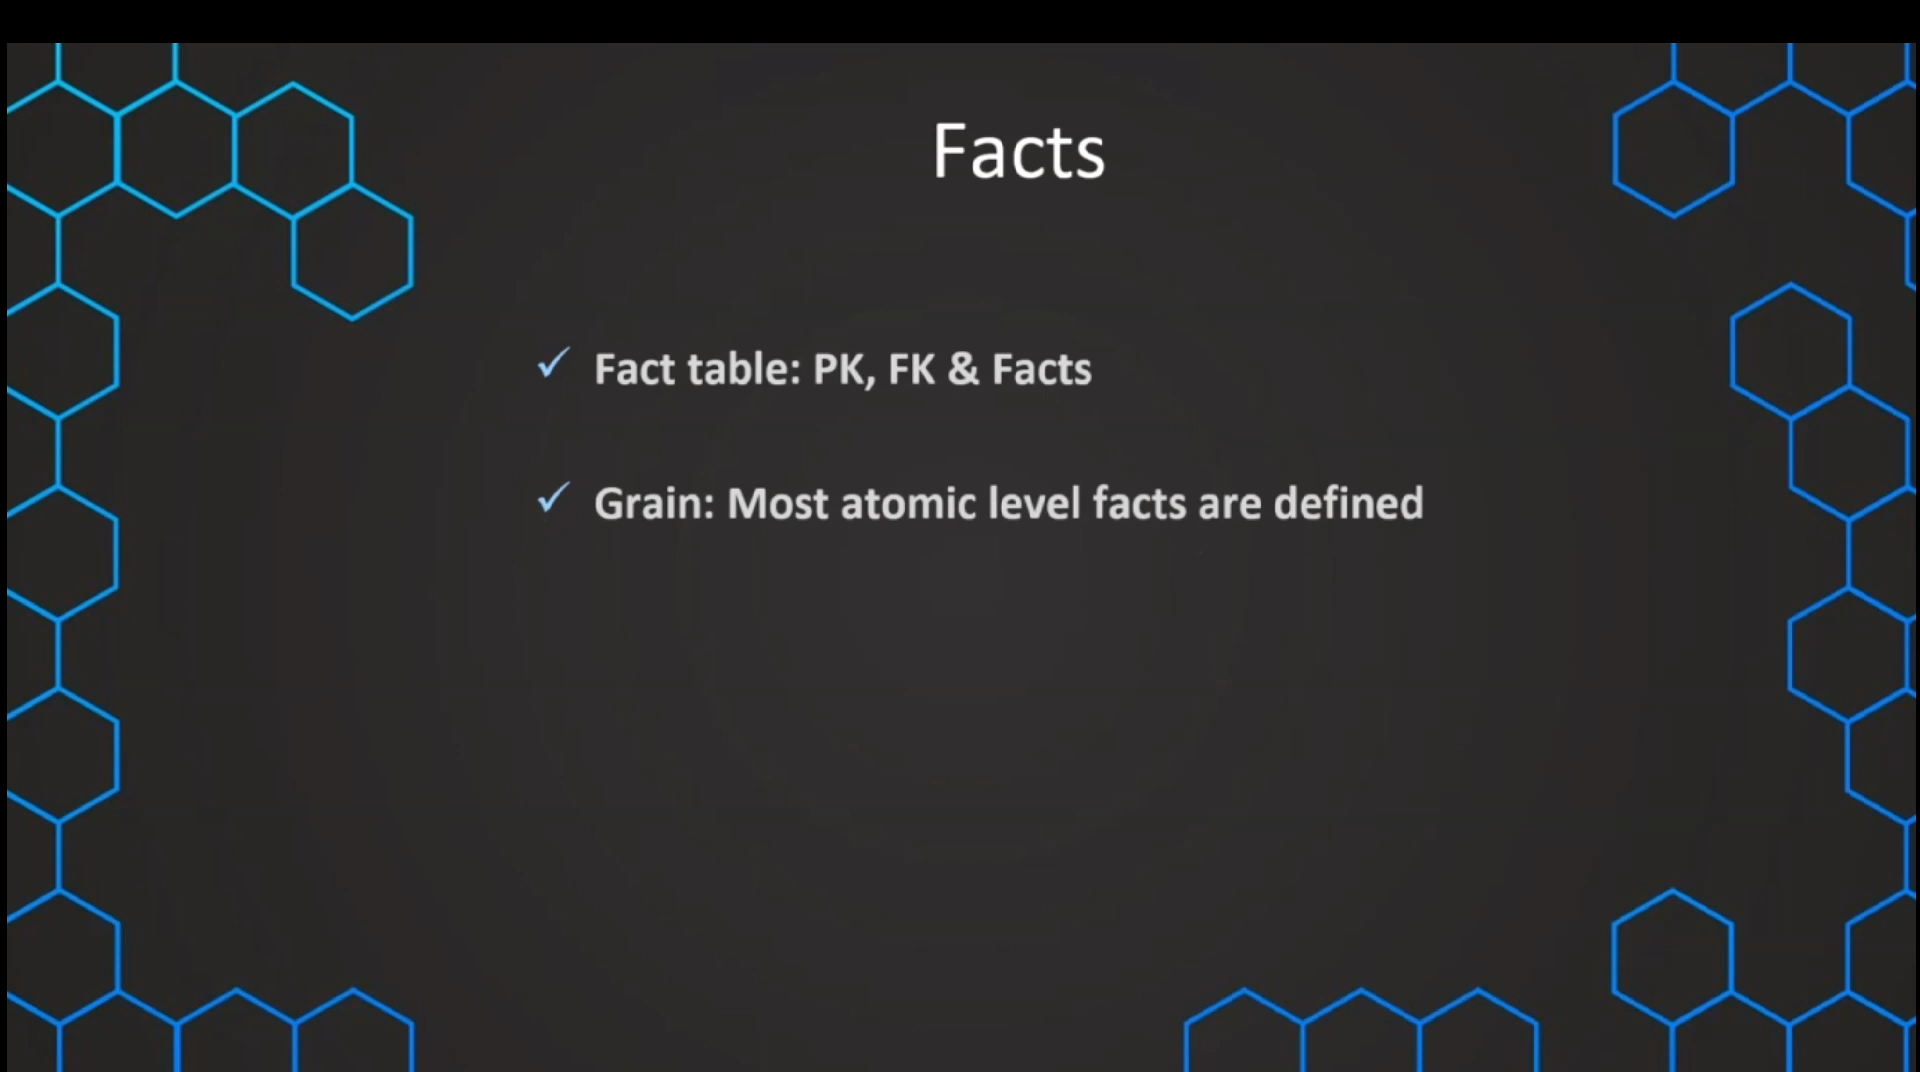 Facts
✓ Fact table: PK, FK & Facts
✓ Grain: Most atomic level facts are defined